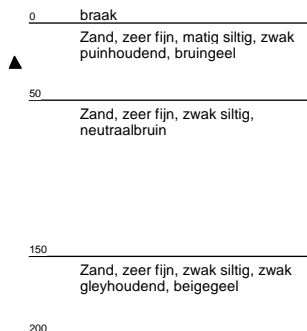 0 braak
Zand, zeer fijn, matig siltig, zwak
puinhoudend, bruingeel
50
Zand, zeer fijn, zwak siltig,
neutraalbruin
150
Zand, zeer fijn, zwak siltig, zwak
gleyhoudend, beigegeel
200